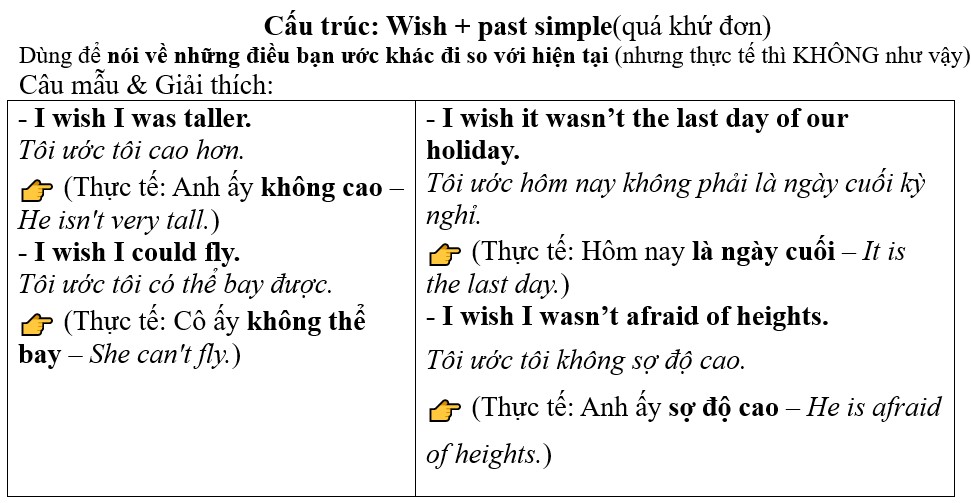 Cấu trúc: Wish + past simple(quá khứ đơn)
Dùng để nói về những điều bạn ước khác đi so với hiện tại (nhưng thực tế thì KHÔNG như vậy)
Câu mẫu & Giải thích:
- I wish I was taller.
Tôi ước tôi cao hơn.
👉 (Thực tế: Anh ấy không cao –
He isn't very tall.)
- I wish I could fly.
Tôi ước tôi có thể bay được.
👉 (Thực tế: Cô ấy không thể
bay – She can't fly.)
- I wish it wasn’t the last day of our
holiday.
Tôi ước hôm nay không phải là ngày cuối kỳ
nghỉ.
👉 (Thực tế: Hôm nay là ngày cuối – It is
the last day.)
- I wish I wasn’t afraid of heights.
Tôi ước tôi không sợ độ cao.
👉 (Thực tế: Anh ấy sợ độ cao – He is afraid
of heights.)